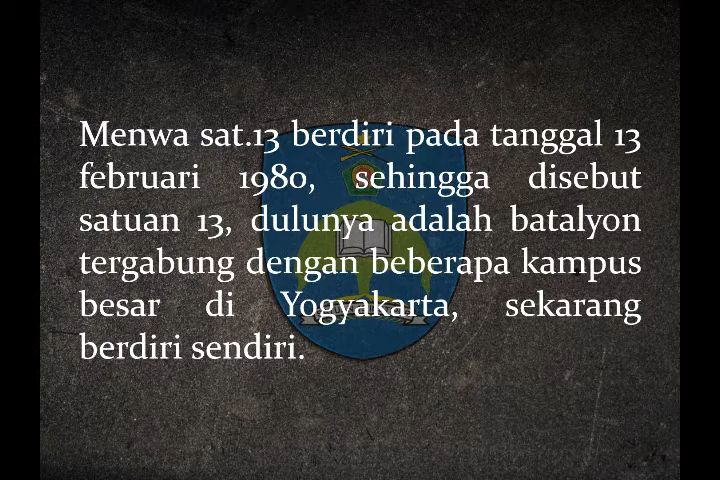 Menwa sat.13 berdiri pada tanggal 13
februari 1980, sehingga disebut
satuan 13, dulunya adalah batalyon
tergabung dengan beberapa kampus
besar di Yogyakarta, sekarang
berdiri sendiri.